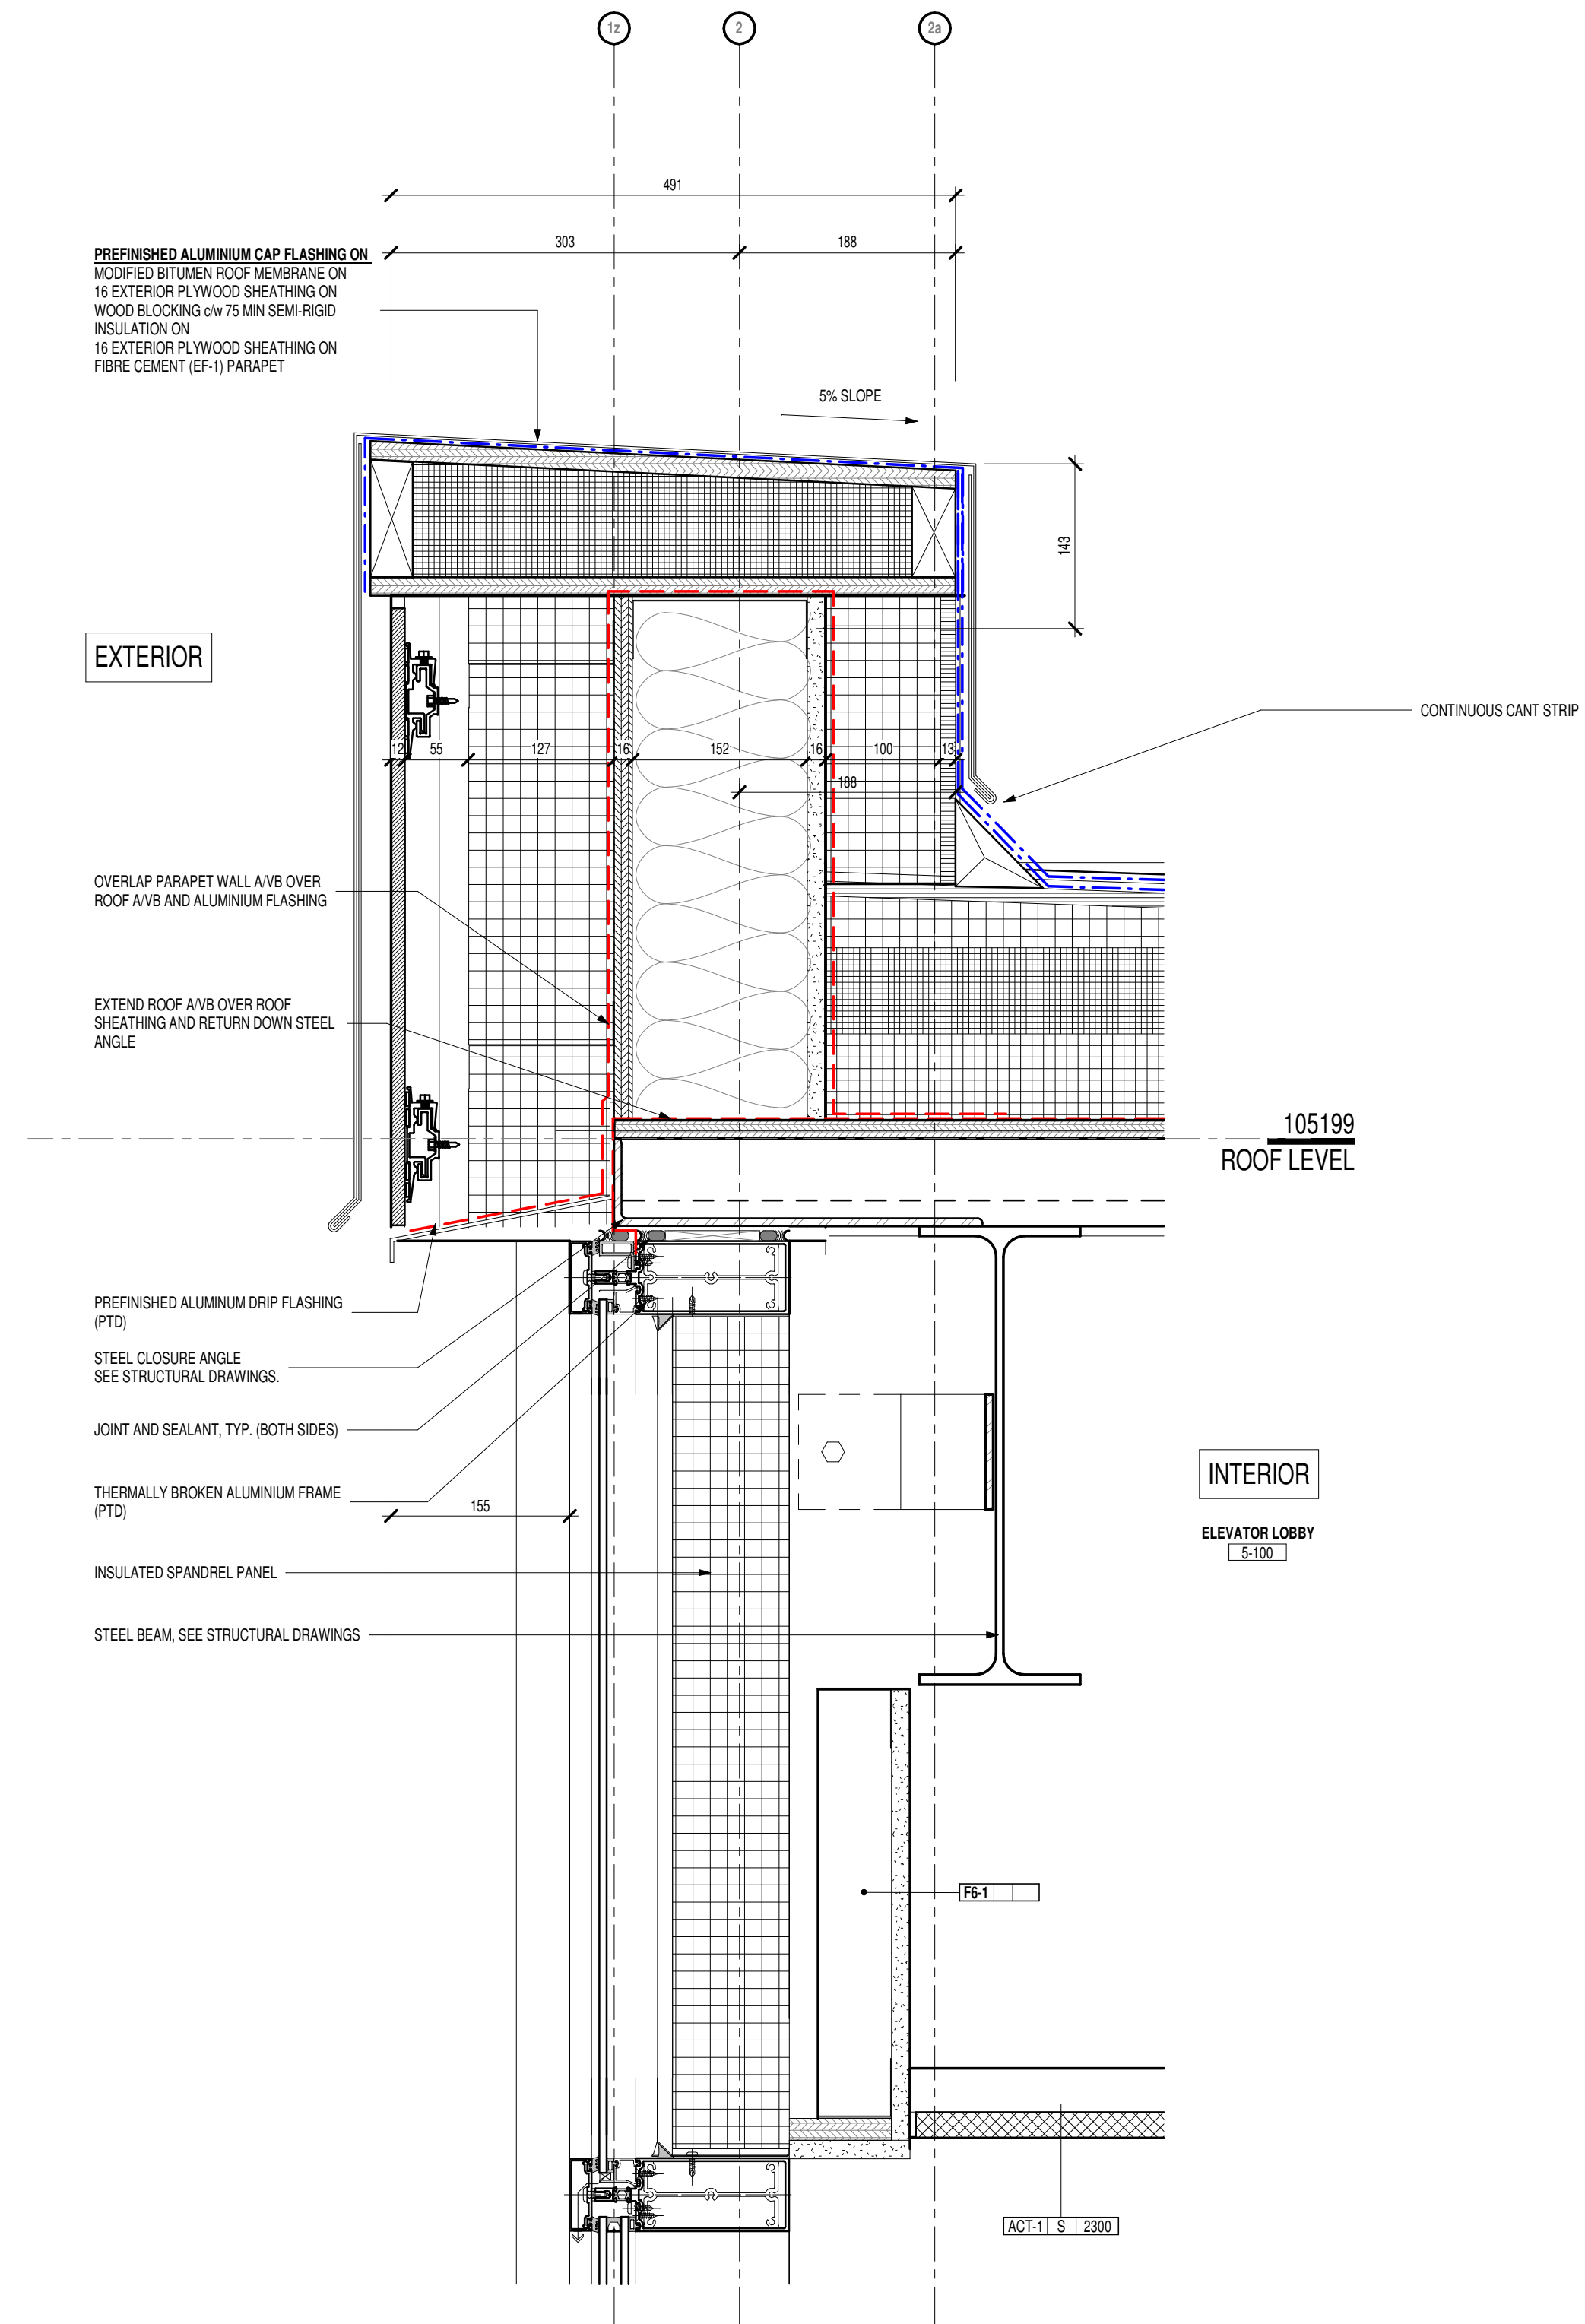 1z
2
2a
491
303
188
PREFINISHED ALUMINIUM CAP FLASHING ON
MODIFIED BITUMEN ROOF MEMBRANE ON
16 EXTERIOR PLYWOOD SHEATHING ON
WOOD BLOCKING c/w 75 MIN SEMI-RIGID
INSULATION ON
16 EXTERIOR PLYWOOD SHEATHING ON
FIBRE CEMENT (EF-1) PARAPET
5% SLOPE
143
EXTERIOR
CONTINUOUS CANT STRIP
12
55
127
16
152
16
100
13
188
OVERLAP PARAPET WALL A/VB OVER
ROOF A/VB AND ALUMINIUM FLASHING
EXTEND ROOF A/VB OVER ROOF
SHEATHING AND RETURN DOWN STEEL
ANGLE
105199
ROOF LEVEL
PREFINISHED ALUMINUM DRIP FLASHING
(PTD)
STEEL CLOSURE ANGLE
SEE STRUCTURAL DRAWINGS.
JOINT AND SEALANT, TYP. (BOTH SIDES)
THERMALLY BROKEN ALUMINIUM FRAME
(PTD)
155
INTERIOR
ELEVATOR LOBBY
5-100
INSULATED SPANDREL PANEL
STEEL BEAM, SEE STRUCTURAL DRAWINGS
F6-1
ACT-1 S 2300